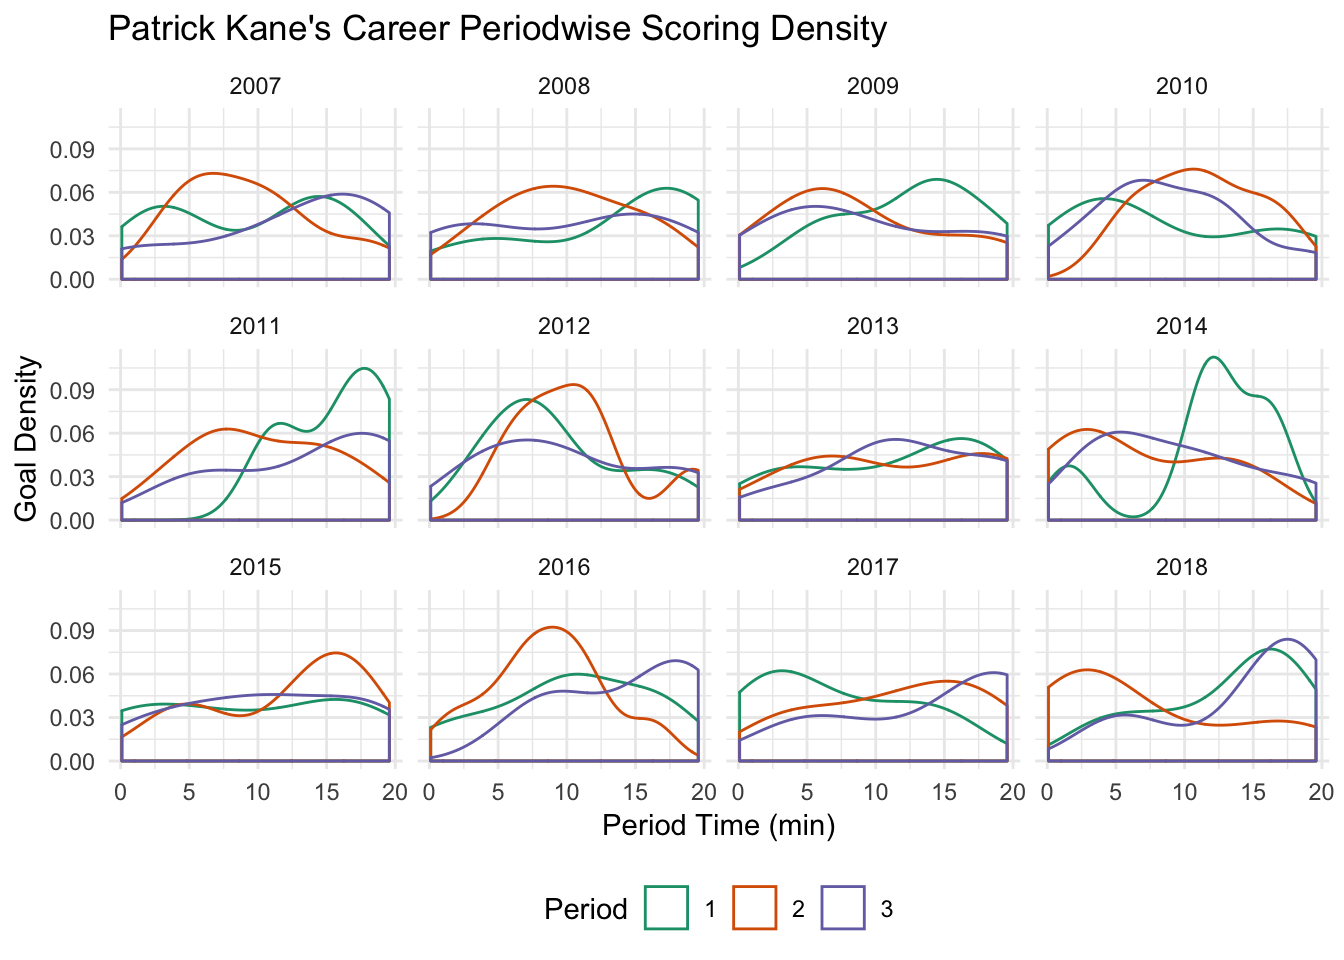 Patrick Kane's Career Periodwise Scoring Density
2007 2008 2009 2010
0.09
0.06
0.03
0.00
2011 2012 2013 2014
0.09
0.06
0.03
0.00
Goal Density
2015 2016 2017 2018
0.09
0.06
0.03
0.00
0 5 10 15 20 0 5 10 15 20 0 5 10 15 20 0 5 10 15 20
Period Time (min)
Period 1 2 3